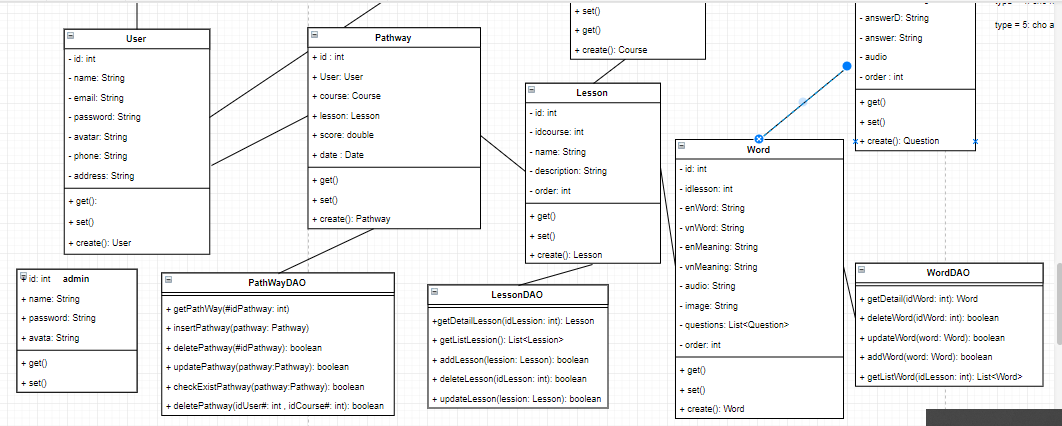 User
- id: int
- name: String
- email: String
- password: String
- avatar: String
- phone: String
- address: String
+ get():
+ set()
+ create(): User
Pathway
+ id : int
+ User: User
+ course: Course
+ lesson: Lesson
+ score: double
+ date : Date
+ get()
+ set()
+ create(): Pathway
+ set()
+ get()
+ create(): Course
Lesson
- id: int
- idcourse: int
- name: String
- description: String
- order: int
+ get()
+ set()
+ create(): Lesson
Word
- id: int
- idlesson: int
- enWord: String
- vnWord: String
- enMeaning: String
- vnMeaning: String
- audio: String
- image: String
- questions: List<Question>
- order: int
+ get()
+ set()
+ create(): Word
- answerD: String
- answer: String
- audio
- order : int
+ get()
+ set()
+ create(): Question
type = 5: cho a
+ id: int admin
+ name: String
+ password: String
+ avata: String
+ get()
+ set()
PathWayDAO
+ getPathWay(#idPathway: int)
+ insertPathway(pathway: Pathway)
+ deletePathway(#idPathway): boolean
+ updatePathway(pathway:Pathway): boolean
+ checkExistPathway(pathway:Pathway): boolean
+ deletePathway(idUser#: int , idCourse#: int): boolean
LessonDAO
+getDetailLesson(idLession: int): Lesson
+ getListLession(): List<Lession>
+ addLesson(lession: Lesson): boolean
+ deleteLesson(idLesson: int): boolean
+ updateLesson(lession: Lesson): boolean
WordDAO
+ getDetail(idWord: int): Word
+ deleteWord(idWord: int): boolean
+ updateWord(word: Word): boolean
+ addWord(word: Word): boolean
+ getListWord(idLesson: int): List<Word>